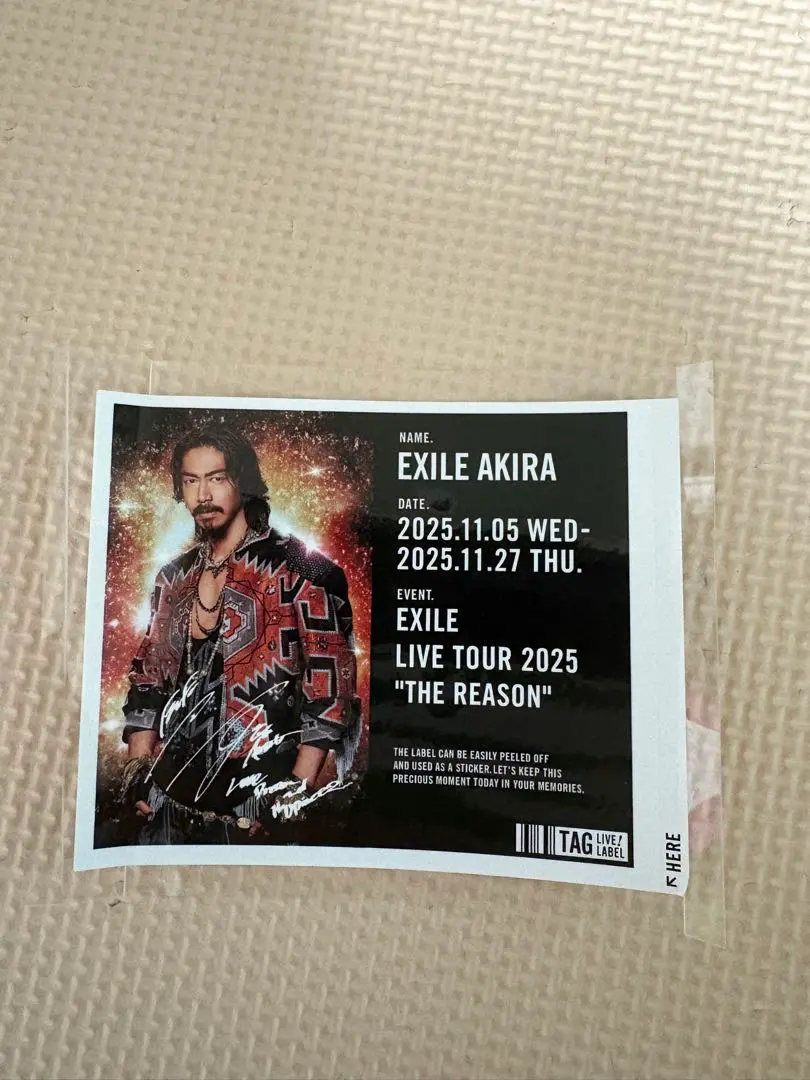 NAME.
EXILE AKIRA
DATE.
2025.11.05 WED-
2025.11.27 THU.
EVENT.
EXILE
LIVE TOUR 2025
"THE REASON"
THE LABEL CAN BE EASILY PEELED OFF
AND USED AS A STICKER.LET'S KEEP THIS
PRECIOUS MOMENT TODAY IN YOUR MEMORIES.
Love
TAG LIVE!
LABEL
↖HERE